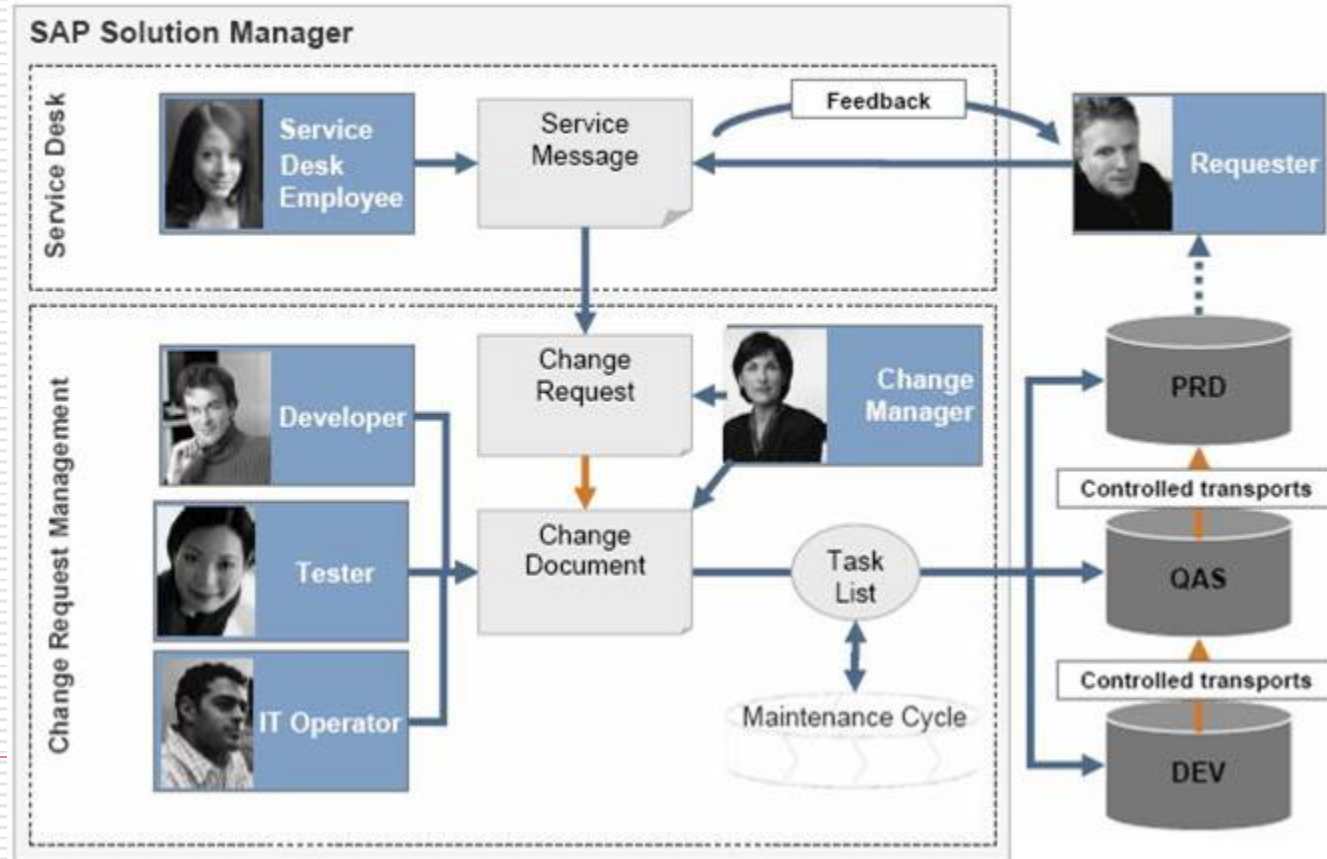 SAP Solution Manager
Service Desk
Service
Desk
Employee
Service
Message
Feedback
Requester
Change Request Management
Developer
Tester
IT Operator
Change
Request
Change
Manager
Change
Document
Task
List
Maintenance Cycle
PRD
Controlled transports
QAS
Controlled transports
DEV